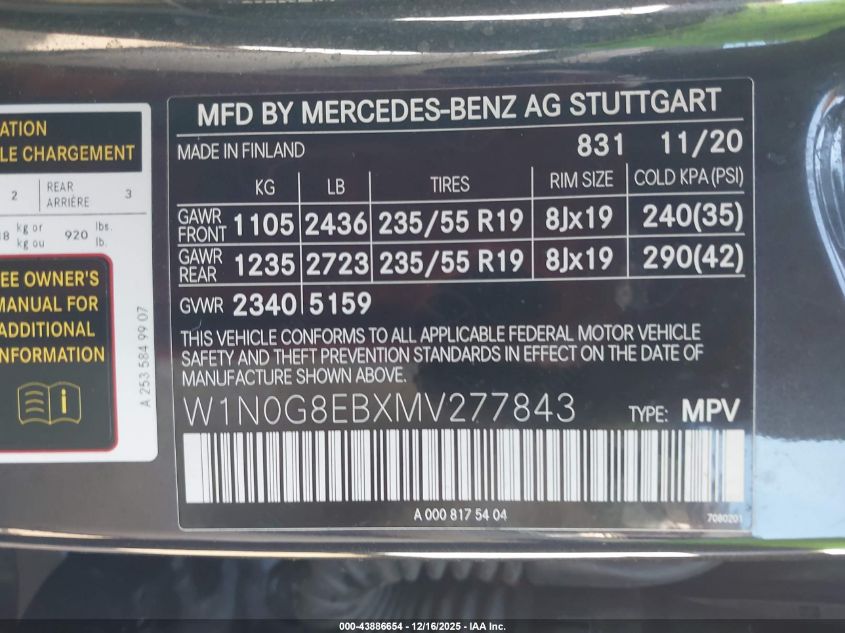 ATION
LE CHARGEMENT
2 REAR ARRIÈRE 3
kg or kg ou 920 lbs. lb.
EE OWNER'S
MANUAL FOR
ADDITIONAL
INFORMATION
A 253 584 99 07
MFD BY MERCEDES-BENZ AG STUTTGART
MADE IN FINLAND 831 11/20
KG LB TIRES RIM SIZE COLD KPA (PSI)
GAWR FRONT 1105 2436 235/55 R19 8Jx19 240(35)
GAWR REAR 1235 2723 235/55 R19 8Jx19 290(42)
GVWR 2340 5159
THIS VEHICLE CONFORMS TO ALL APPLICABLE FEDERAL MOTOR VEHICLE
SAFETY AND THEFT PREVENTION STANDARDS IN EFFECT ON THE DATE OF
MANUFACTURE SHOWN ABOVE.
W1N0G8EBXMV277843 TYPE: MPV
A 000 817 54 04
7080201
000-43886654 - 12/16/2025 - IAA Inc.